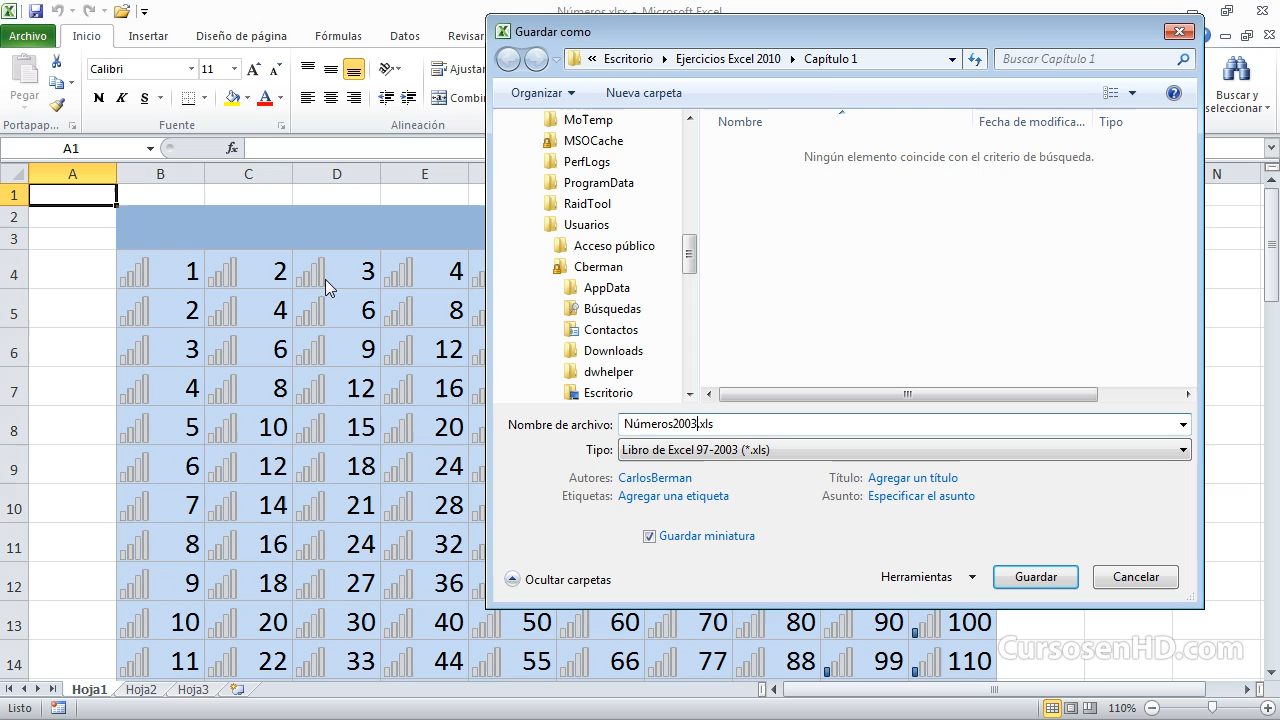 Números.xlsx - Microsoft Excel
Archivo Inicio Insertar Diseño de página Fórmulas Datos Revisar
Calibri 11 Ajustar
Pegar N K S A Combin
Buscar y
seleccionar
Portapap... Fuente Alineación
A1 fx
A B C D E N
1
2
3
4 1 2 3 4
5 2 4 6 8
6 3 6 9 12
7 4 8 12 16
8 5 10 15 20
9 6 12 18 24
10 7 14 21 28
11 8 16 24 32
12 9 18 27 36
13 10 20 30 40 50 60 70 80 90 100
14 11 22 33 44 55 66 77 88 99 110
Hoja1 Hoja2 Hoja3
Listo 110%
Guardar como
« Escritorio Ejercicios Excel 2010 Capítulo 1 Buscar Capítulo 1
Organizar Nueva carpeta
MoTemp
MSOCache
PerfLogs
ProgramData
RaidTool
Usuarios
Acceso público
Cberman
AppData
Búsquedas
Contactos
Downloads
dwhelper
Escritorio
Nombre Fecha de modifica... Tipo
Ningún elemento coincide con el criterio de búsqueda.
Nombre de archivo: Números2003.xls
Tipo: Libro de Excel 97-2003 (*.xls)
Autores: CarlosBerman Título: Agregar un título
Etiquetas: Agregar una etiqueta Asunto: Especificar el asunto
Guardar miniatura
Ocultar carpetas Herramientas Guardar Cancelar
CursosenHD.com